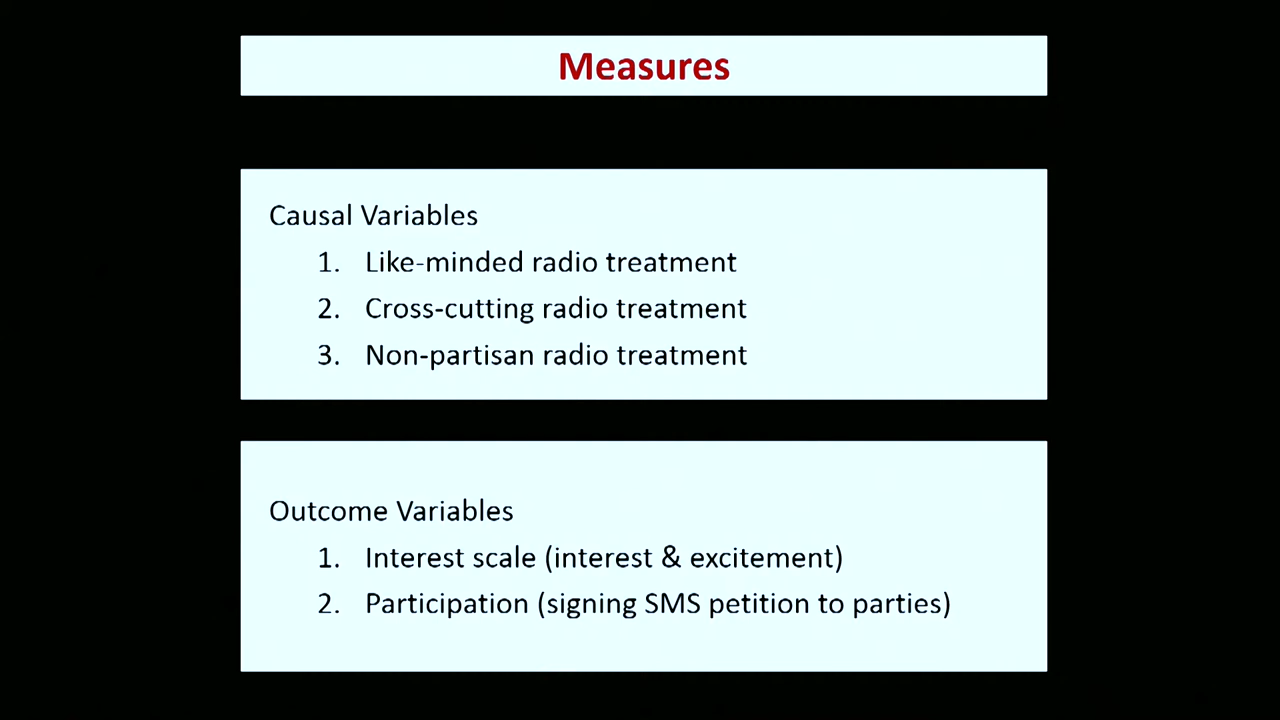 Measures
Causal Variables
1. Like-minded radio treatment
2. Cross-cutting radio treatment
3. Non-partisan radio treatment
Outcome Variables
1. Interest scale (interest & excitement)
2. Participation (signing SMS petition to parties)